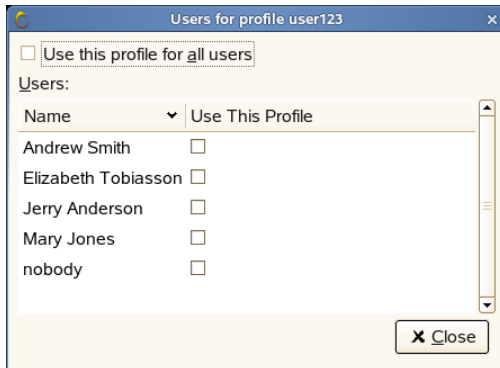 Users for profile user123
Use this profile for all users
Users:
Name Use This Profile
Andrew Smith
Elizabeth Tobiasson
Jerry Anderson
Mary Jones
nobody
Close